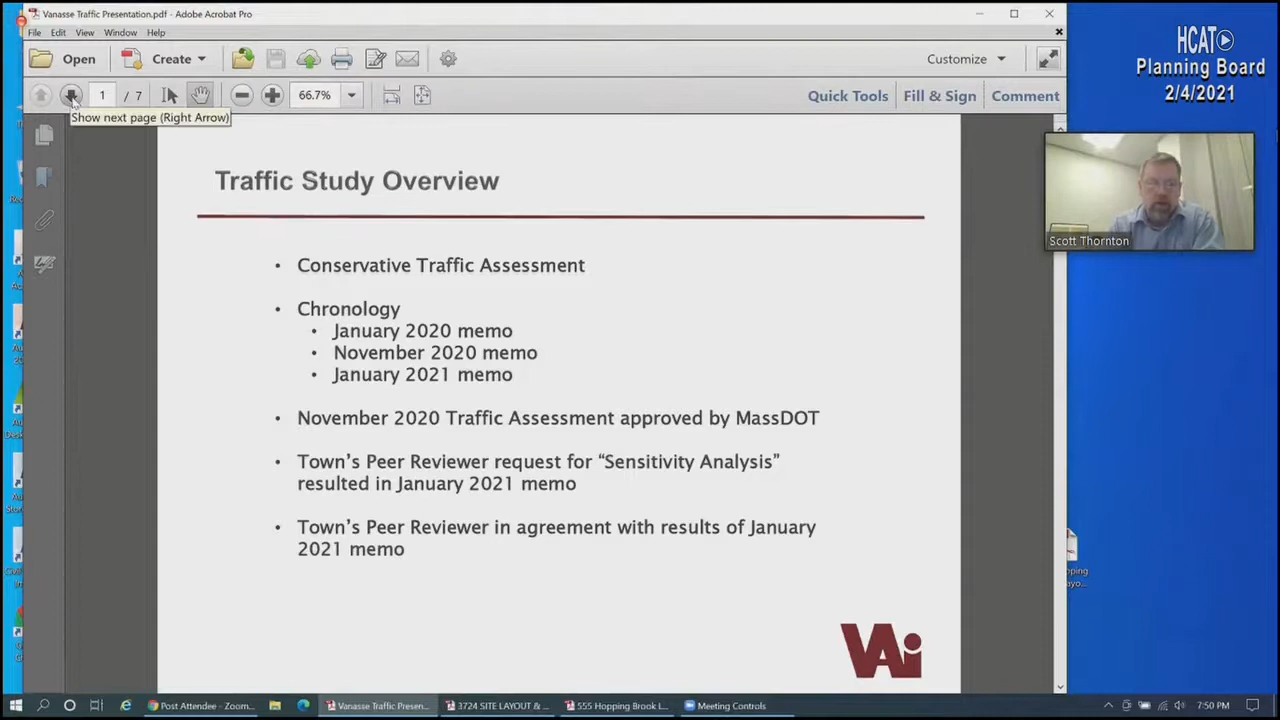 Vanasse Traffic Presentation.pdf - Adobe Acrobat Pro
File Edit View Window Help
Open Create Customize
1 / 7 66.7% Quick Tools Fill & Sign Comment
Show next page (Right Arrow)
HCAT
Planning Board
2/4/2021
Scott Thornton
Traffic Study Overview
• Conservative Traffic Assessment
• Chronology
• January 2020 memo
• November 2020 memo
• January 2021 memo
• November 2020 Traffic Assessment approved by MassDOT
• Town's Peer Reviewer request for “Sensitivity Analysis”
resulted in January 2021 memo
• Town's Peer Reviewer in agreement with results of January
2021 memo
VAi
Post Attendee - Zoom... Vanasse Traffic Presen... 3724 SITE LAYOUT & ... 555 Hopping Brook L... Meeting Controls 7:50 PM